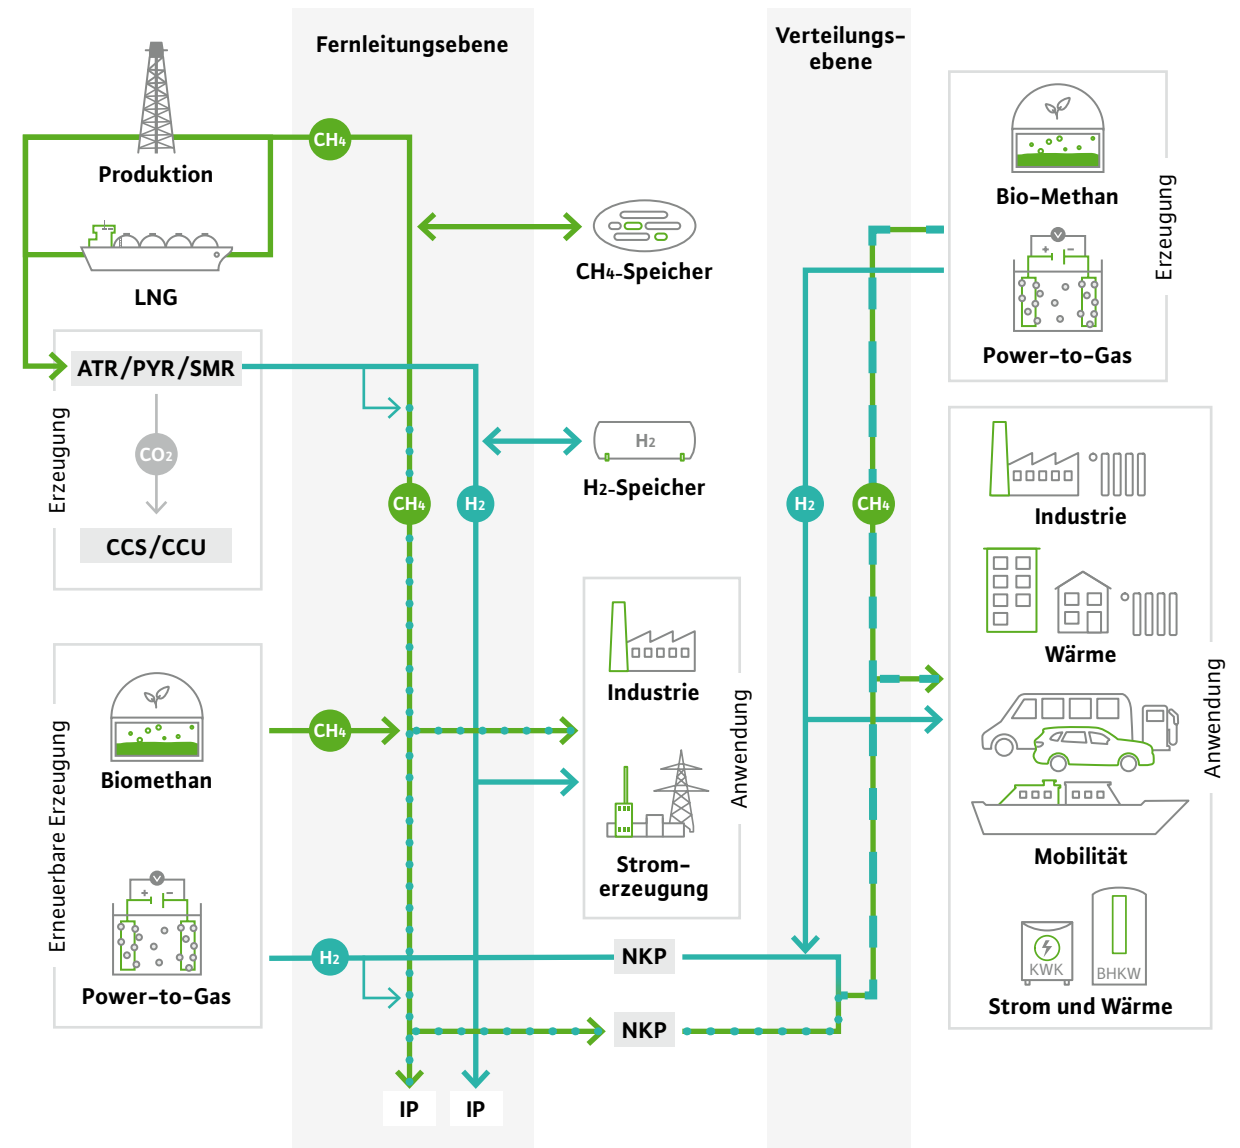 Fernleitungsebene
Verteilungs-
ebene
Produktion
CH4
LNG
CH4-Speicher
Bio-Methan
Power-to-Gas
Erzeugung
ATR/PYR/SMR
CO2
CCS/CCU
Erzeugung
H2
H2-Speicher
CH4
H2
H2
CH4
Industrie
Wärme
Mobilität
KWK
BHKW
Strom und Wärme
Anwendung
Industrie
Strom-
erzeugung
Anwendung
CH4
Biomethan
Erneuerbare Erzeugung
H2
Power-to-Gas
NKP
NKP
IP
IP